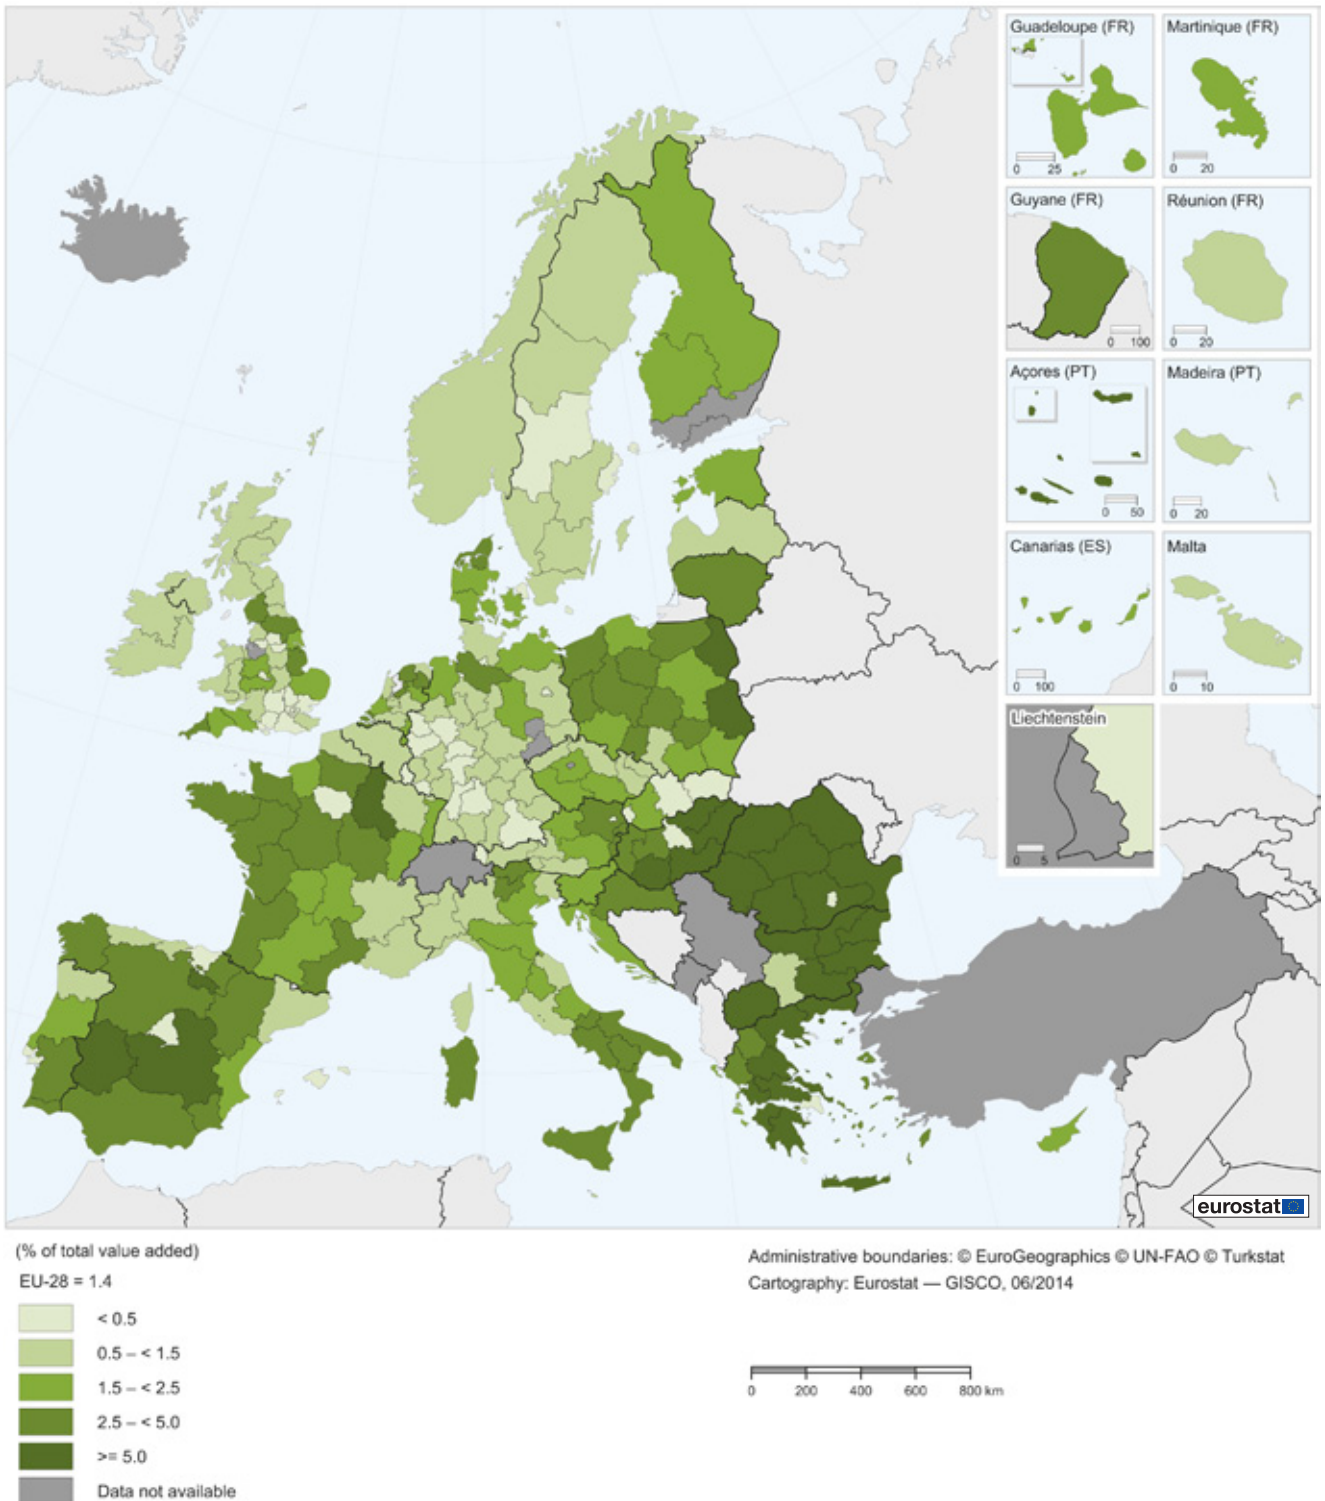 Guadeloupe (FR)
0 25
Martinique (FR)
0 20
Guyane (FR)
0 100
Réunion (FR)
0 20
Açores (PT)
0 50
Madeira (PT)
0 20
Canarias (ES)
0 100
Malta
0 10
Liechtenstein
0 5
eurostat
(% of total value added)
EU-28 = 1.4
< 0.5
0.5 – < 1.5
1.5 – < 2.5
2.5 – < 5.0
>= 5.0
Data not available
Administrative boundaries: © EuroGeographics © UN-FAO © Turkstat
Cartography: Eurostat — GISCO, 06/2014
0 200 400 600 800 km